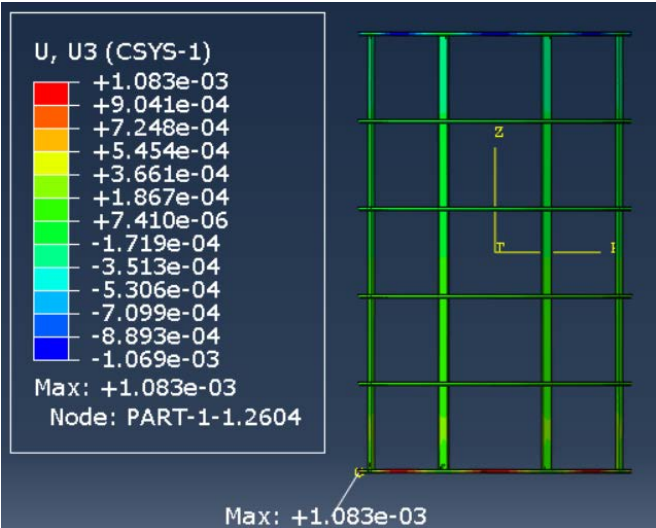 U, U3 (CSYS-1)
+1.083e-03
+9.041e-04
+7.248e-04
+5.454e-04
+3.661e-04
+1.867e-04
+7.410e-06
-1.719e-04
-3.513e-04
-5.306e-04
-7.099e-04
-8.893e-04
-1.069e-03
Max: +1.083e-03
Node: PART-1-1.2604
Z
T
Max: +1.083e-03